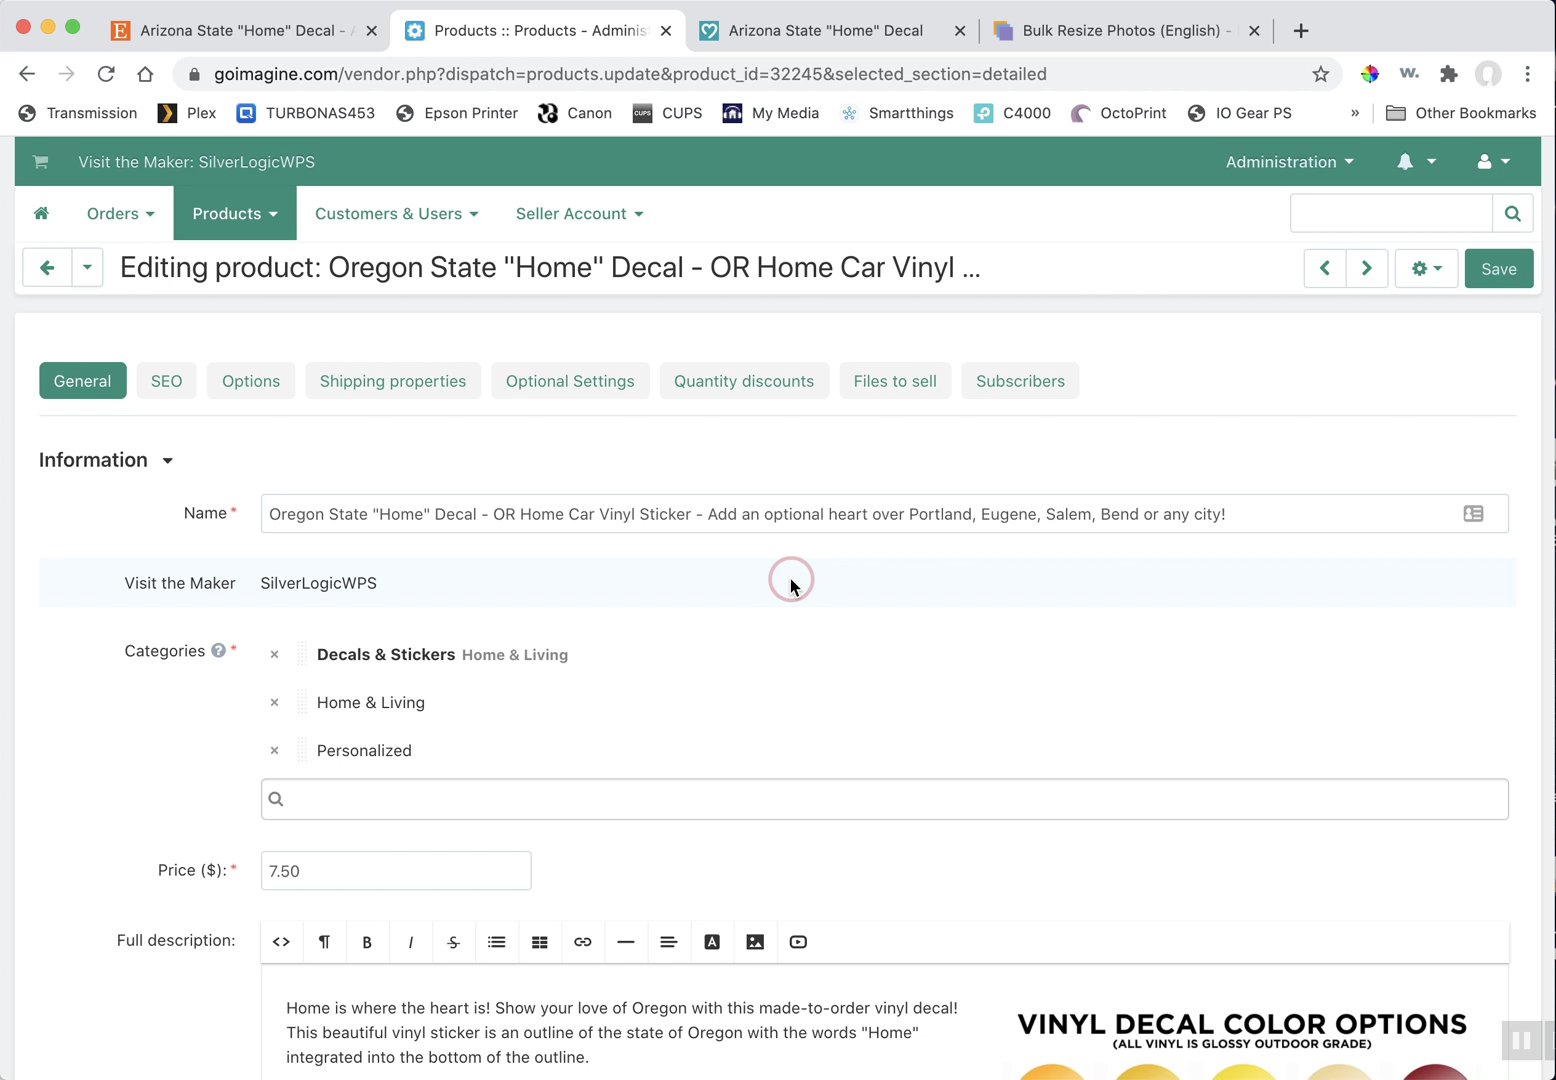 Arizona State "Home" Decal -
Products :: Products - Adminis
Arizona State "Home" Decal
Bulk Resize Photos (English) -
goimagine.com/vendor.php?dispatch=products.update&product_id=32245&selected_section=detailed
W.
Transmission
Plex
TURBONAS453
Epson Printer
Canon
CUPS
CUPS
My Media
Smartthings
C4000
OctoPrint
IO Gear PS
»
Other Bookmarks
Visit the Maker: SilverLogicWPS
Administration
Orders
Products
Customers & Users
Seller Account
Editing product: Oregon State "Home" Decal - OR Home Car Vinyl ...
Save
General
SEO
Options
Shipping properties
Optional Settings
Quantity discounts
Files to sell
Subscribers
Information
Name *
Oregon State "Home" Decal - OR Home Car Vinyl Sticker - Add an optional heart over Portland, Eugene, Salem, Bend or any city!
Visit the Maker
SilverLogicWPS
Categories ? *
× Decals & Stickers Home & Living
× Home & Living
× Personalized
Price ($): *
7.50
Full description:
<> ¶ B I S A
Home is where the heart is! Show your love of Oregon with this made-to-order vinyl decal!
This beautiful vinyl sticker is an outline of the state of Oregon with the words "Home"
integrated into the bottom of the outline.
VINYL DECAL COLOR OPTIONS
(ALL VINYL IS GLOSSY OUTDOOR GRADE)